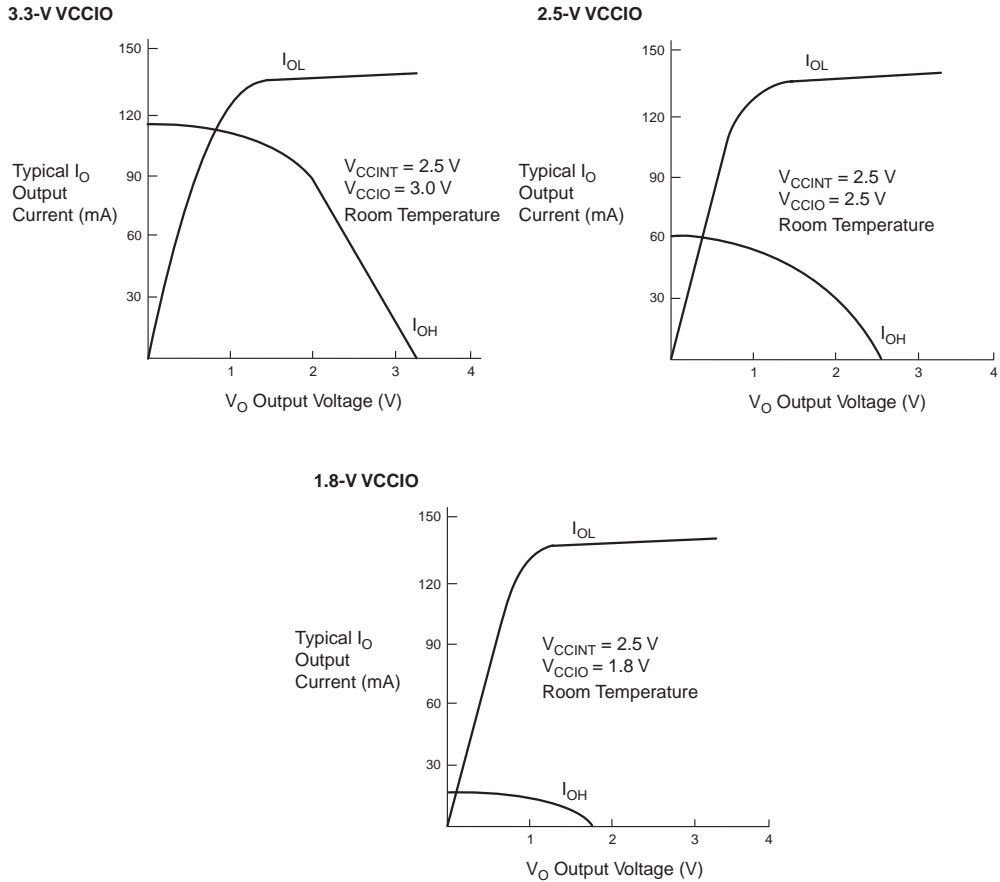 3.3-V VCCIO
150
120
90
60
30
1
2
3
4
IOL
IOH
Typical IO
Output
Current (mA)
VCCINT = 2.5 V
VCCIO = 3.0 V
Room Temperature
VO Output Voltage (V)
2.5-V VCCIO
150
120
90
60
30
1
2
3
4
IOL
IOH
Typical IO
Output
Current (mA)
VCCINT = 2.5 V
VCCIO = 2.5 V
Room Temperature
VO Output Voltage (V)
1.8-V VCCIO
150
120
90
60
30
1
2
3
4
IOL
IOH
Typical IO
Output
Current (mA)
VCCINT = 2.5 V
VCCIO = 1.8 V
Room Temperature
VO Output Voltage (V)